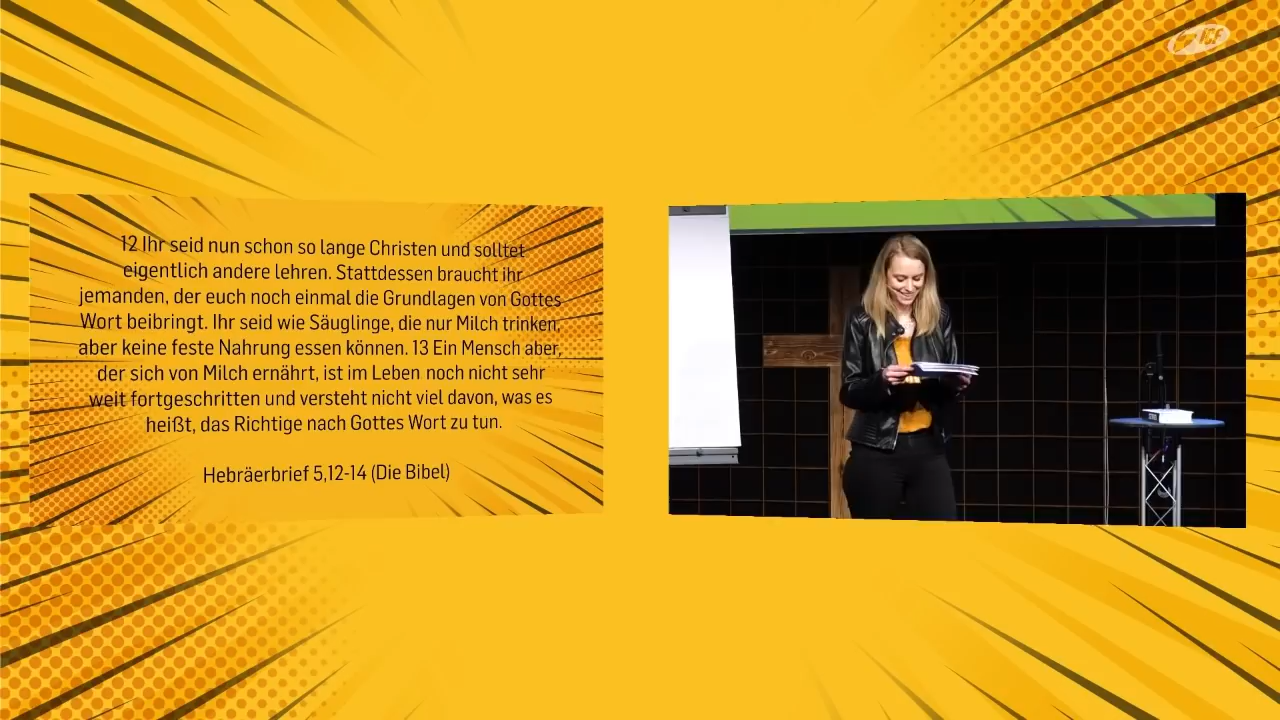 ICF
12 Ihr seid nun schon so lange Christen und solltet
eigentlich andere lehren. Stattdessen braucht ihr
jemanden, der euch noch einmal die Grundlagen von Gottes
Wort beibringt. Ihr seid wie Säuglinge, die nur Milch trinken,
aber keine feste Nahrung essen können. 13 Ein Mensch aber,
der sich von Milch ernährt, ist im Leben noch nicht sehr
weit fortgeschritten und versteht nicht viel davon, was es
heißt, das Richtige nach Gottes Wort zu tun.
Hebräerbrief 5,12-14 (Die Bibel)